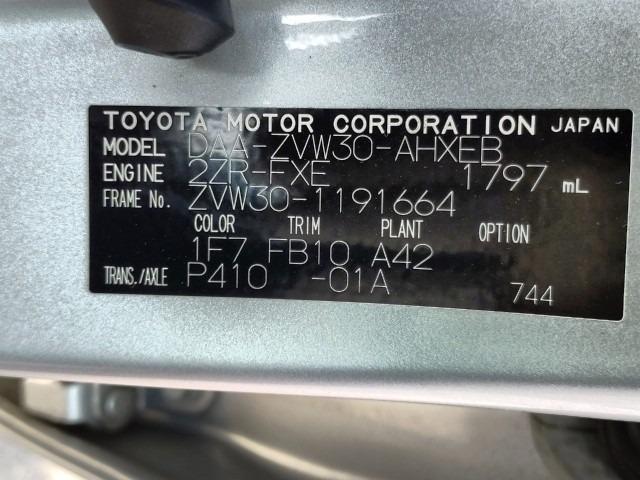 TOYOTA MOTOR CORPORATION JAPAN
MODEL DAA-ZVW30-AHXEB
ENGINE 2ZR-FXE 1797 mL
FRAME No. ZVW30-1191664
COLOR TRIM PLANT OPTION
1F7 FB10 A42
TRANS./AXLE P410 -01A 744